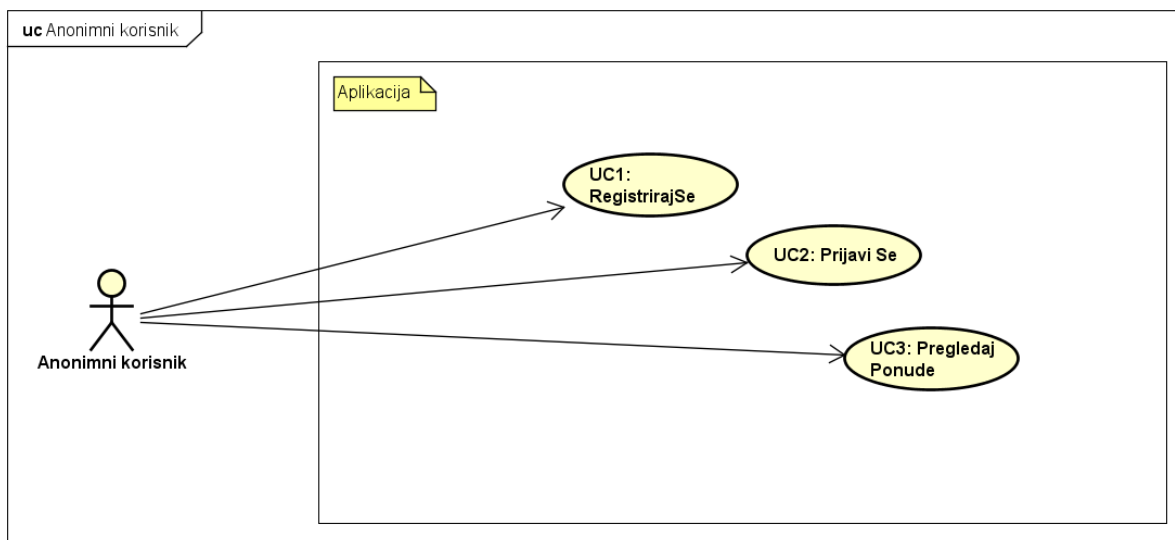 uc Anonimni korisnik
Aplikacija
UC1:
RegistrirajSe
UC2: Prijavi Se
Anonimni korisnik
UC3: Pregledaj
Ponude